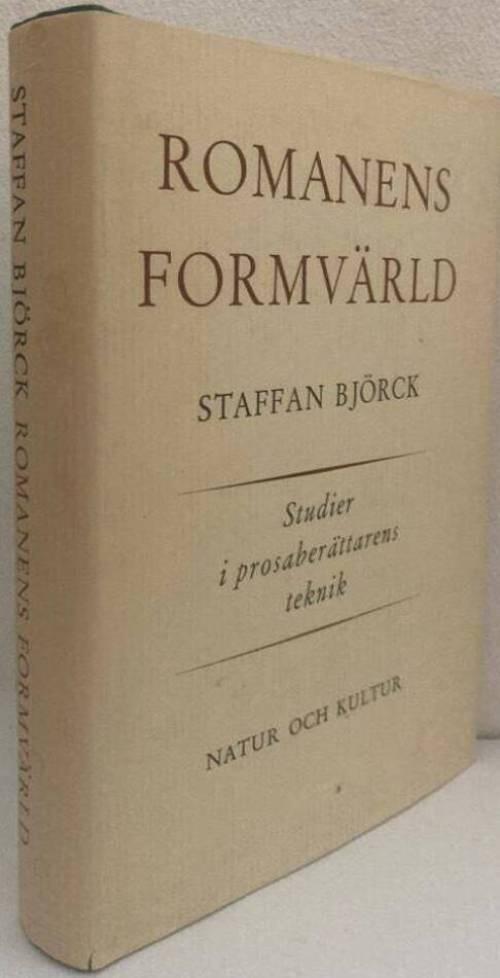 STAFFAN BJÖRCK ROMANENS FORMVÄRLD
ROMANENS
FORMVÄRLD
STAFFAN BJÖRCK
Studier
i prosaberättarens
teknik
NATUR OCH KULTUR